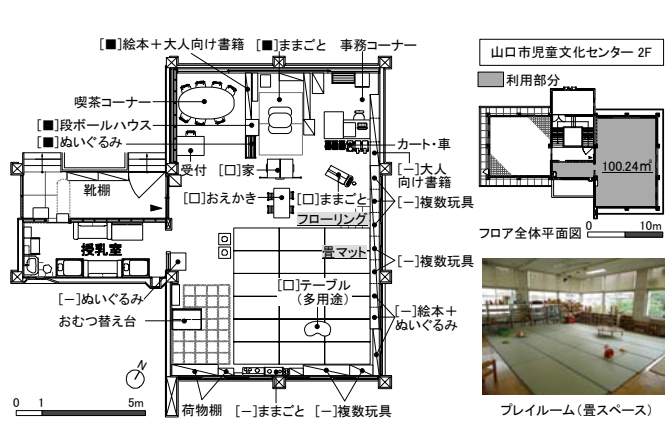 [■]絵本＋大人向け書籍
[■]ままごと
事務コーナー
喫茶コーナー
[■]段ボールハウス
[■]ぬいぐるみ
受付
[□]家
カート・車
[−]大人
向け書籍
靴棚
[□]おえかき
[□]ままごと
[−]複数玩具
フローリング
授乳室
畳マット
[−]複数玩具
[−]ぬいぐるみ
[□]テーブル
（多用途）
おむつ替え台
[−]絵本＋
ぬいぐるみ
N
0 1 5m
荷物棚
[−]ままごと
[−]複数玩具
山口市児童文化センター 2F
利用部分
100.24㎡
フロア全体平面図
0 10m
プレイルーム（畳スペース）